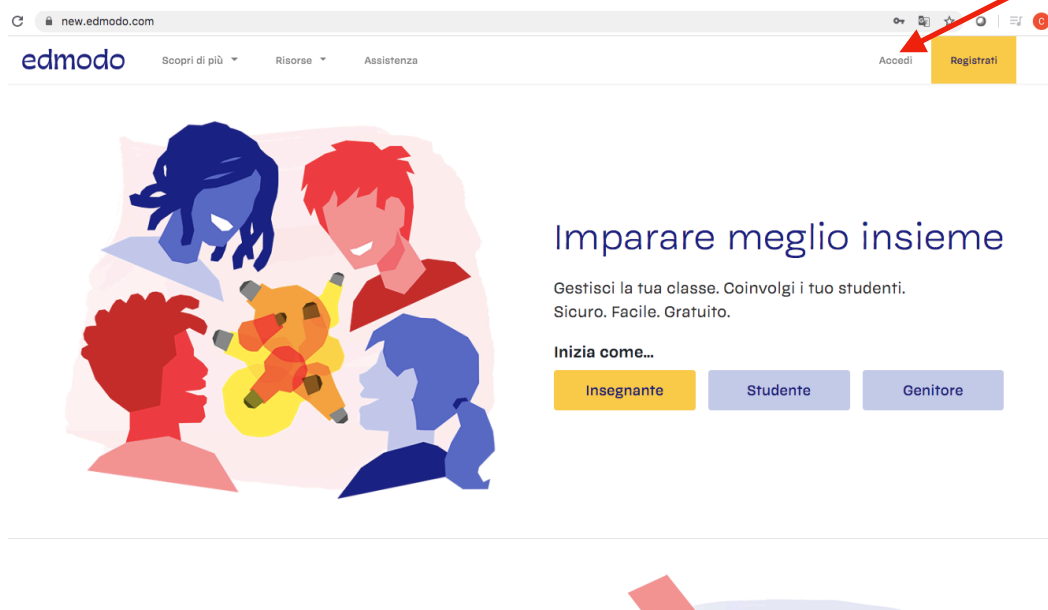 new.edmodo.com
C
edmodo Scopri di più Risorse Assistenza Accedi Registrati
Imparare meglio insieme
Gestisci la tua classe. Coinvolgi i tuo studenti.
Sicuro. Facile. Gratuito.
Inizia come...
Insegnante Studente Genitore